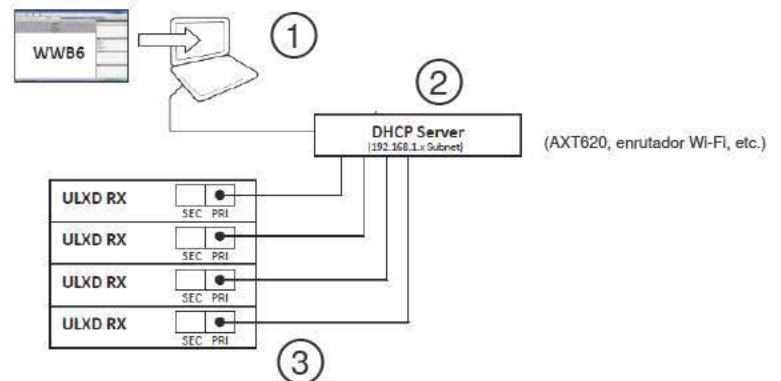 WWB6
1
2
DHCP Server
(192.168.1.x Subnet)
(AXT620, enrutador Wi-Fi, etc.)
ULXD RX
SEC PRI
ULXD RX
SEC PRI
ULXD RX
SEC PRI
ULXD RX
SEC PRI
3